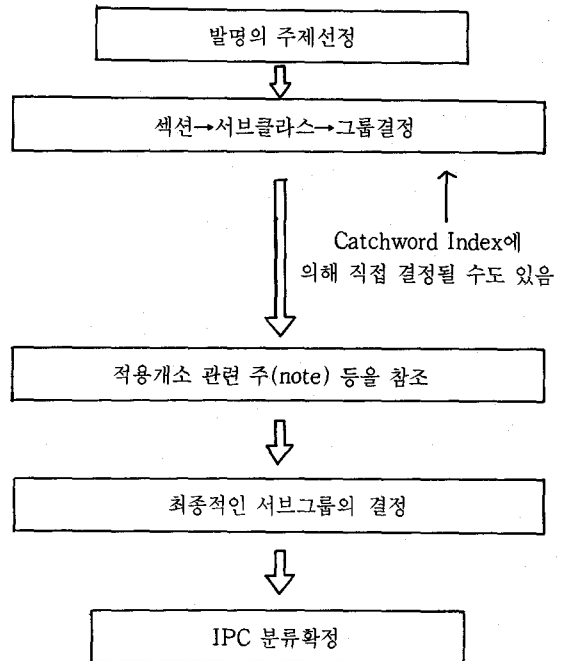 발명의 주제선정
섹션→서브클라스→그룹결정
Catchword Index에
의해 직접 결정될 수도 있음
적용개소 관련 주(note) 등을 참조
최종적인 서브그룹의 결정
IPC 분류확정